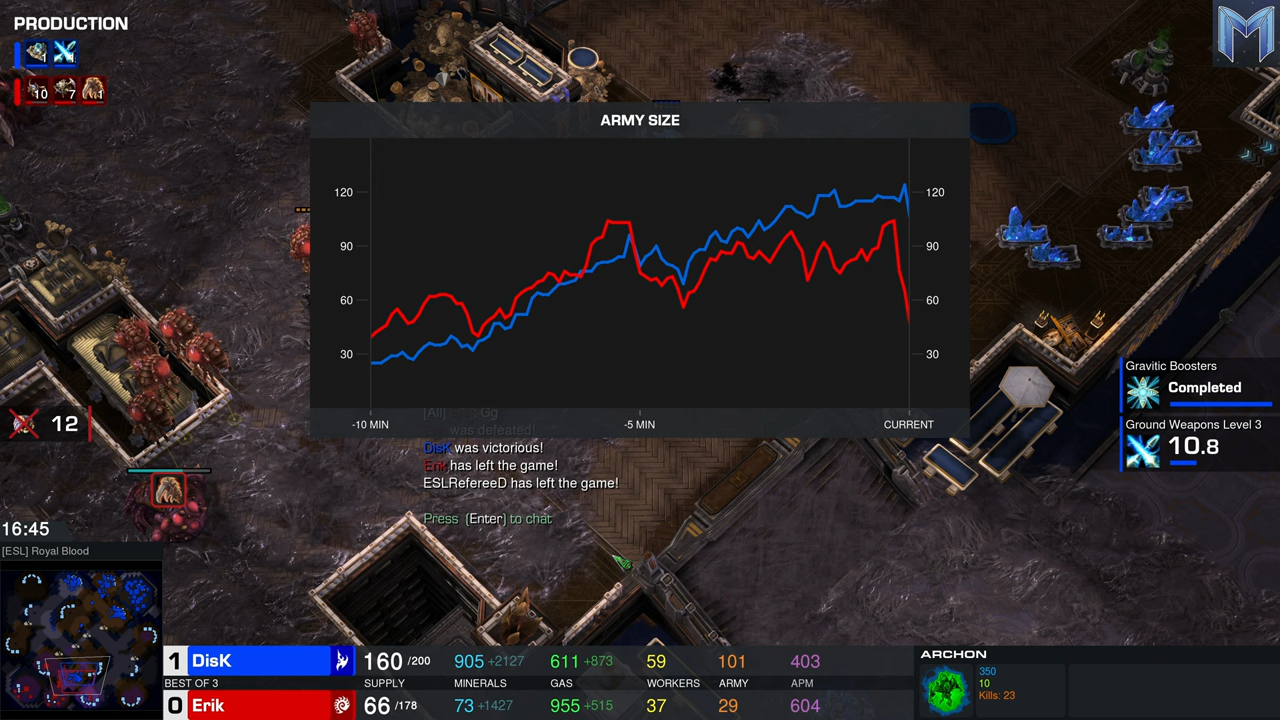 PRODUCTION
10 7 1
ARMY SIZE
120 120
90 90
60 60
30 30
-10 MIN -5 MIN CURRENT
Gravitic Boosters
Completed
Ground Weapons Level 3
10.8
12
[All] Gg
was defeated!
DisK was victorious!
Erik has left the game!
ESLRefereeD has left the game!
Press [Enter] to chat
16:45
[ESL] Royal Blood
1 DisK 160 /200 905 +2127 611 +873 59 101 403
BEST OF 3 SUPPLY MINERALS GAS WORKERS ARMY APM
0 Erik 66 /178 73 +1427 955 +515 37 29 604
ARCHON
350
10
Kills: 23